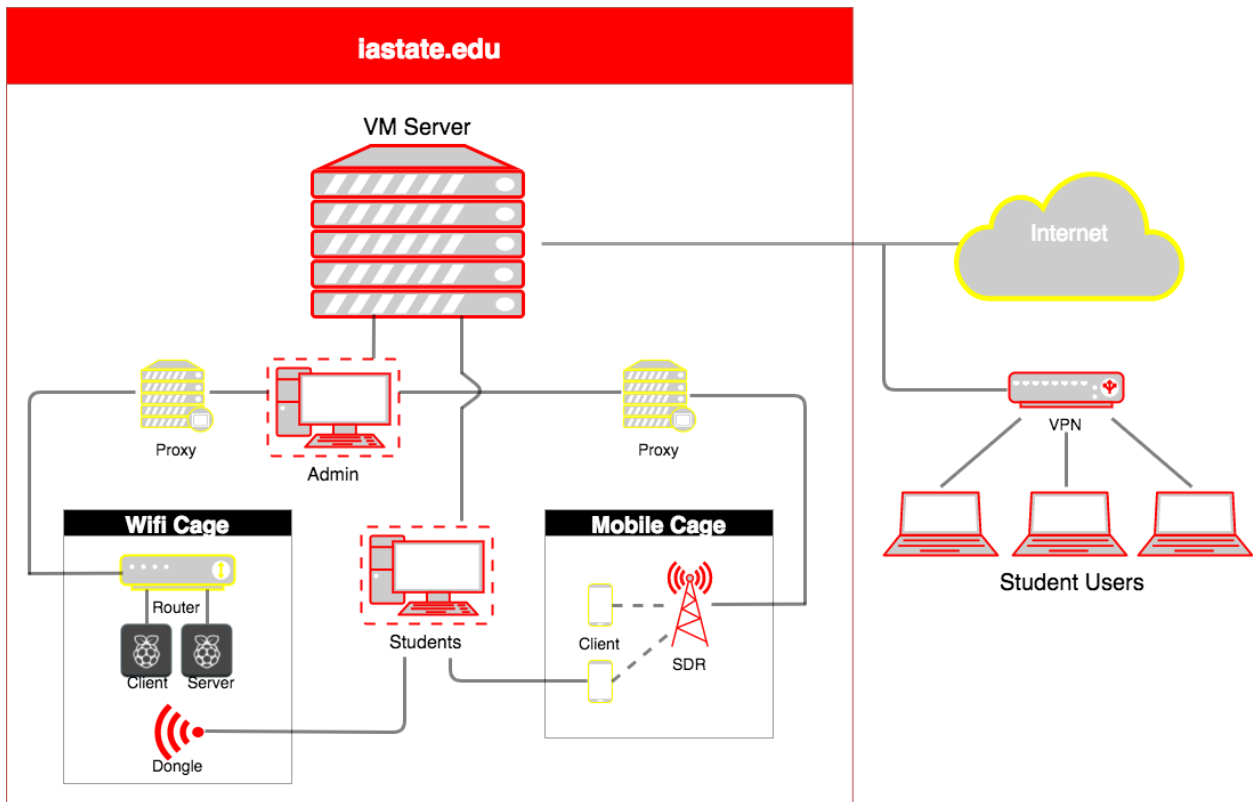 iastate.edu
VM Server
Internet
Proxy
Admin
Proxy
VPN
Wifi Cage
Mobile Cage
Student Users
Router
Client
Server
Students
Client
SDR
Dongle